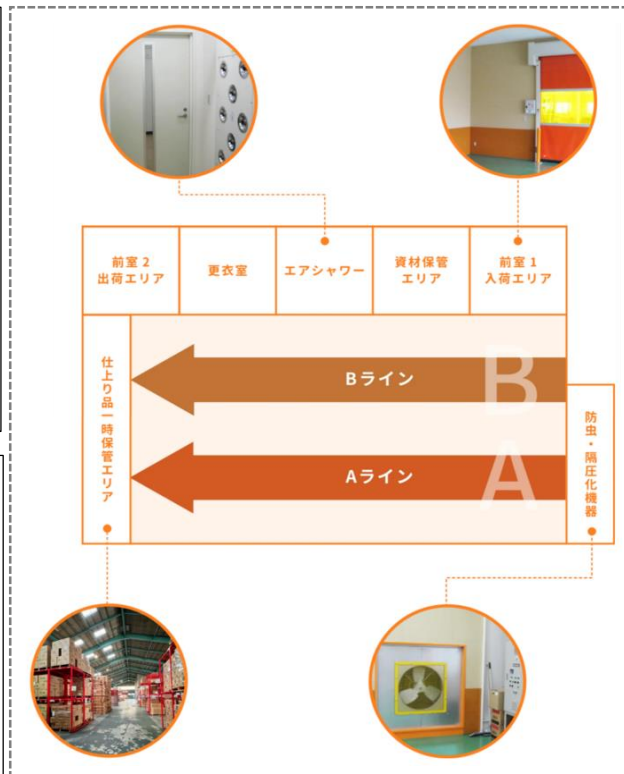 前室 2
出荷エリア
更衣室
エアシャワー
資材保管
エリア
前室 1
入荷エリア
仕上り品一時保管エリア
Bライン
B
Aライン
A
防虫・隔圧化機器